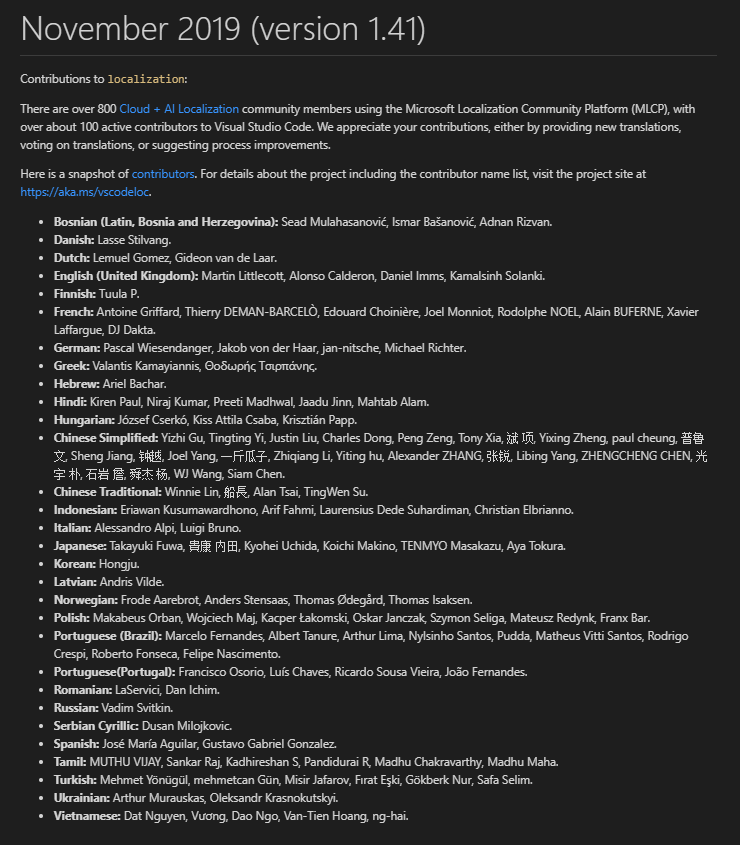 November 2019 (version 1.41)
Contributions to localization:
There are over 800 Cloud + AI Localization community members using the Microsoft Localization Community Platform (MLCP), with
over about 100 active contributors to Visual Studio Code. We appreciate your contributions, either by providing new translations,
voting on translations, or suggesting process improvements.
Here is a snapshot of contributors. For details about the project including the contributor name list, visit the project site at
https://aka.ms/vscodeloc.
• Bosnian (Latin, Bosnia and Herzegovina): Sead Mulahasanović, Ismar Bašanović, Adnan Rizvan.
• Danish: Lasse Stilvang.
• Dutch: Lemuel Gomez, Gideon van de Laar.
• English (United Kingdom): Martin Littlecott, Alonso Calderon, Daniel Imms, Kamalsinh Solanki.
• Finnish: Tuula P.
• French: Antoine Griffard, Thierry DEMAN-BARCELÒ, Edouard Choinière, Joel Monniot, Rodolphe NOEL, Alain BUFERNE, Xavier
Laffargue, DJ Dakta.
• German: Pascal Wiesendanger, Jakob von der Haar, jan-nitsche, Michael Richter.
• Greek: Valantis Kamayiannis, Θοδωρής Τσιρπάνης.
• Hebrew: Ariel Bachar.
• Hindi: Kiren Paul, Niraj Kumar, Preeti Madhwal, Jaadu Jinn, Mahtab Alam.
• Hungarian: József Cserkó, Kiss Attila Csaba, Krisztián Papp.
• Chinese Simplified: Yizhi Gu, Tingting Yi, Justin Liu, Charles Dong, Peng Zeng, Tony Xia, 斌 项, Yixing Zheng, paul cheung, 普鲁
文, Sheng Jiang, 钟越, Joel Yang, 一斤瓜子, Zhiqiang Li, Yiting hu, Alexander ZHANG, 张锐, Libing Yang, ZHENGCHENG CHEN, 光
宇 朴, 石岩 詹, 舜杰 杨, WJ Wang, Siam Chen.
• Chinese Traditional: Winnie Lin, 船長, Alan Tsai, TingWen Su.
• Indonesian: Eriawan Kusumawardhono, Arif Fahmi, Laurensius Dede Suhardiman, Christian Elbrianno.
• Italian: Alessandro Alpi, Luigi Bruno.
• Japanese: Takayuki Fuwa, 貴康 内田, Kyohei Uchida, Koichi Makino, TENMYO Masakazu, Aya Tokura.
• Korean: Hongju.
• Latvian: Andris Vilde.
• Norwegian: Frode Aarebrot, Anders Stensaas, Thomas Ødegård, Thomas Isaksen.
• Polish: Makabeus Orban, Wojciech Maj, Kacper Łakomski, Oskar Janczak, Szymon Seliga, Mateusz Redynk, Franx Bar.
• Portuguese (Brazil): Marcelo Fernandes, Albert Tanure, Arthur Lima, Nylsinho Santos, Pudda, Matheus Vitti Santos, Rodrigo
Crespi, Roberto Fonseca, Felipe Nascimento.
• Portuguese(Portugal): Francisco Osorio, Luís Chaves, Ricardo Sousa Vieira, João Fernandes.
• Romanian: LaServici, Dan Ichim.
• Russian: Vadim Svitkin.
• Serbian Cyrillic: Dusan Milojkovic.
• Spanish: José María Aguilar, Gustavo Gabriel Gonzalez.
• Tamil: MUTHU VIJAY, Sankar Raj, Kadhireshan S, Pandidurai R, Madhu Chakravarthy, Madhu Maha.
• Turkish: Mehmet Yönügül, mehmetcan Gün, Misir Jafarov, Fırat Eşki, Gökberk Nur, Safa Selim.
• Ukrainian: Arthur Murauskas, Oleksandr Krasnokutskyi.
• Vietnamese: Dat Nguyen, Vương, Dao Ngo, Van-Tien Hoang, ng-hai.